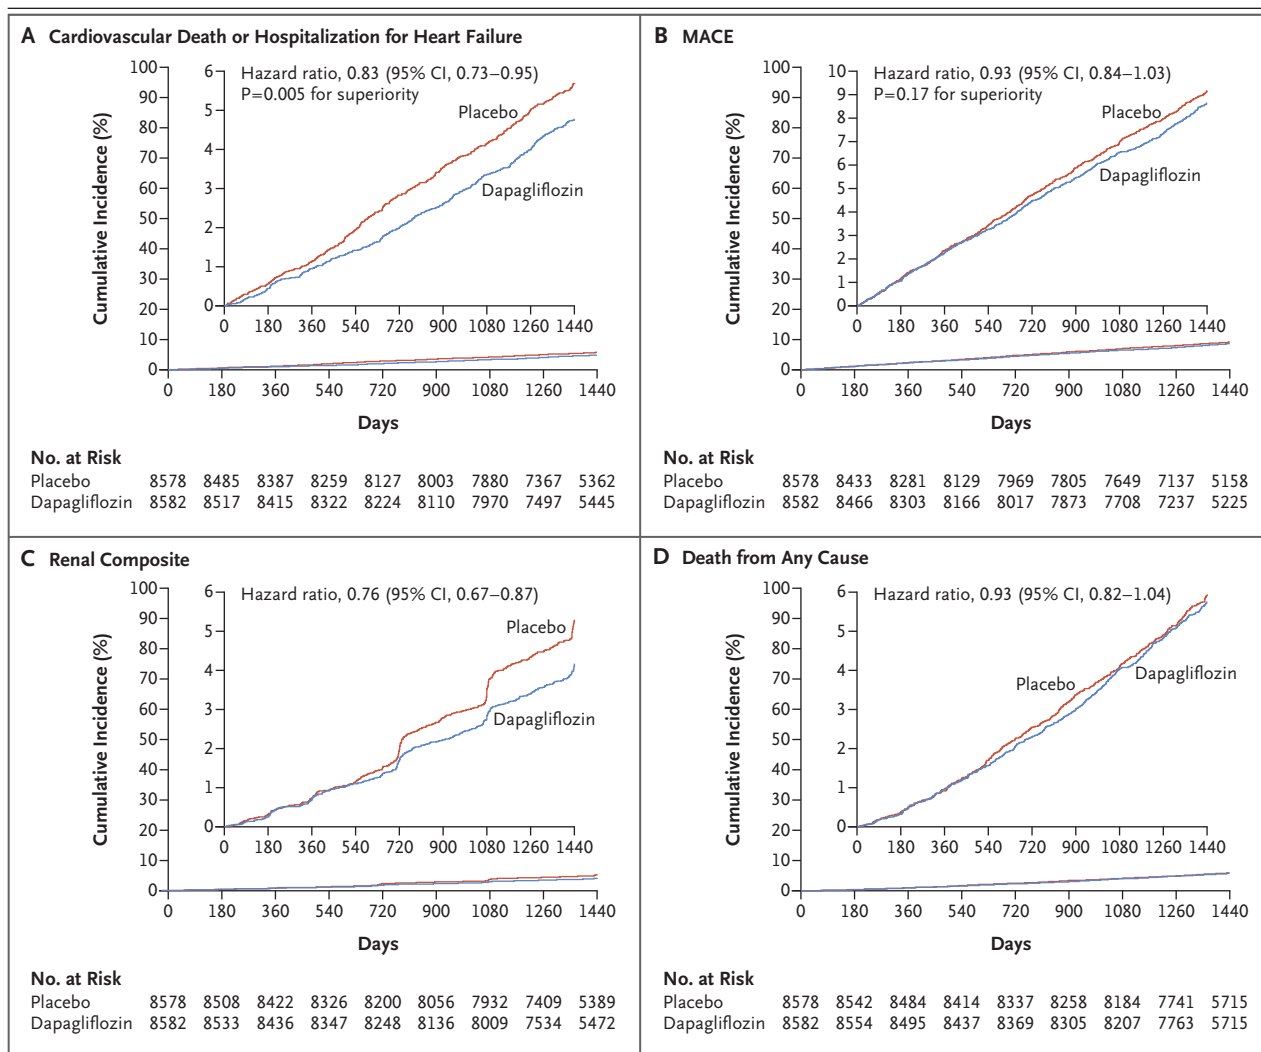 A Cardiovascular Death or Hospitalization for Heart Failure
Cumulative Incidence (%)
100
90
80
70
60
50
40
30
20
10
0
6
5
4
3
2
1
0
Hazard ratio, 0.83 (95% CI, 0.73–0.95)
P=0.005 for superiority
Placebo
Dapagliflozin
0 180 360 540 720 900 1080 1260 1440
0 180 360 540 720 900 1080 1260 1440
Days
No. at Risk
Placebo 8578 8485 8387 8259 8127 8003 7880 7367 5362
Dapagliflozin 8582 8517 8415 8322 8224 8110 7970 7497 5445
B MACE
Cumulative Incidence (%)
100
90
80
70
60
50
40
30
20
10
0
10
9
8
7
6
5
4
3
2
1
0
Hazard ratio, 0.93 (95% CI, 0.84–1.03)
P=0.17 for superiority
Placebo
Dapagliflozin
0 180 360 540 720 900 1080 1260 1440
0 180 360 540 720 900 1080 1260 1440
Days
No. at Risk
Placebo 8578 8433 8281 8129 7969 7805 7649 7137 5158
Dapagliflozin 8582 8466 8303 8166 8017 7873 7708 7237 5225
C Renal Composite
Cumulative Incidence (%)
100
90
80
70
60
50
40
30
20
10
0
6
5
4
3
2
1
0
Hazard ratio, 0.76 (95% CI, 0.67–0.87)
Placebo
Dapagliflozin
0 180 360 540 720 900 1080 1260 1440
0 180 360 540 720 900 1080 1260 1440
Days
No. at Risk
Placebo 8578 8508 8422 8326 8200 8056 7932 7409 5389
Dapagliflozin 8582 8533 8436 8347 8248 8136 8009 7534 5472
D Death from Any Cause
Cumulative Incidence (%)
100
90
80
70
60
50
40
30
20
10
0
6
5
4
3
2
1
0
Hazard ratio, 0.93 (95% CI, 0.82–1.04)
Placebo
Dapagliflozin
0 180 360 540 720 900 1080 1260 1440
0 180 360 540 720 900 1080 1260 1440
Days
No. at Risk
Placebo 8578 8542 8484 8414 8337 8258 8184 7741 5715
Dapagliflozin 8582 8554 8495 8437 8369 8305 8207 7763 5715